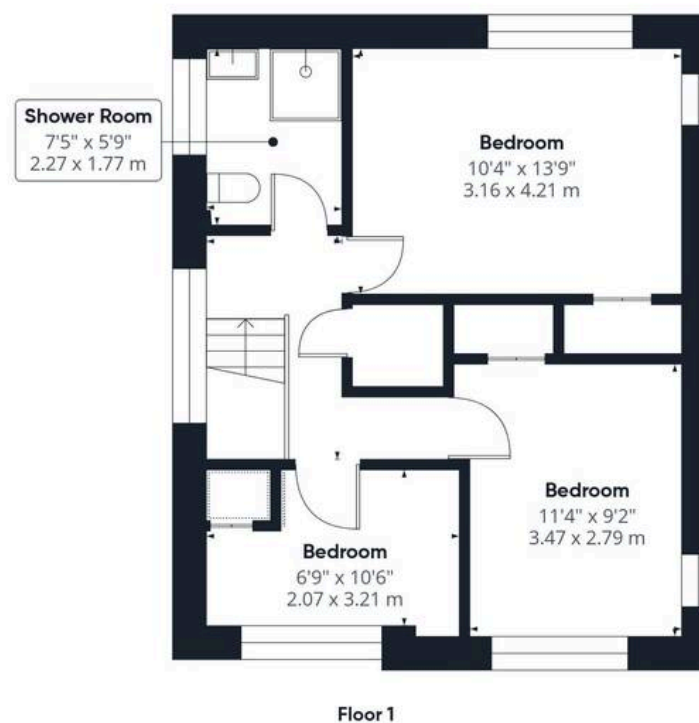 Shower Room
7'5" x 5'9"
2.27 x 1.77 m
Bedroom
10'4" x 13'9"
3.16 x 4.21 m
Bedroom
11'4" x 9'2"
3.47 x 2.79 m
Bedroom
6'9" x 10'6"
2.07 x 3.21 m
Floor 1